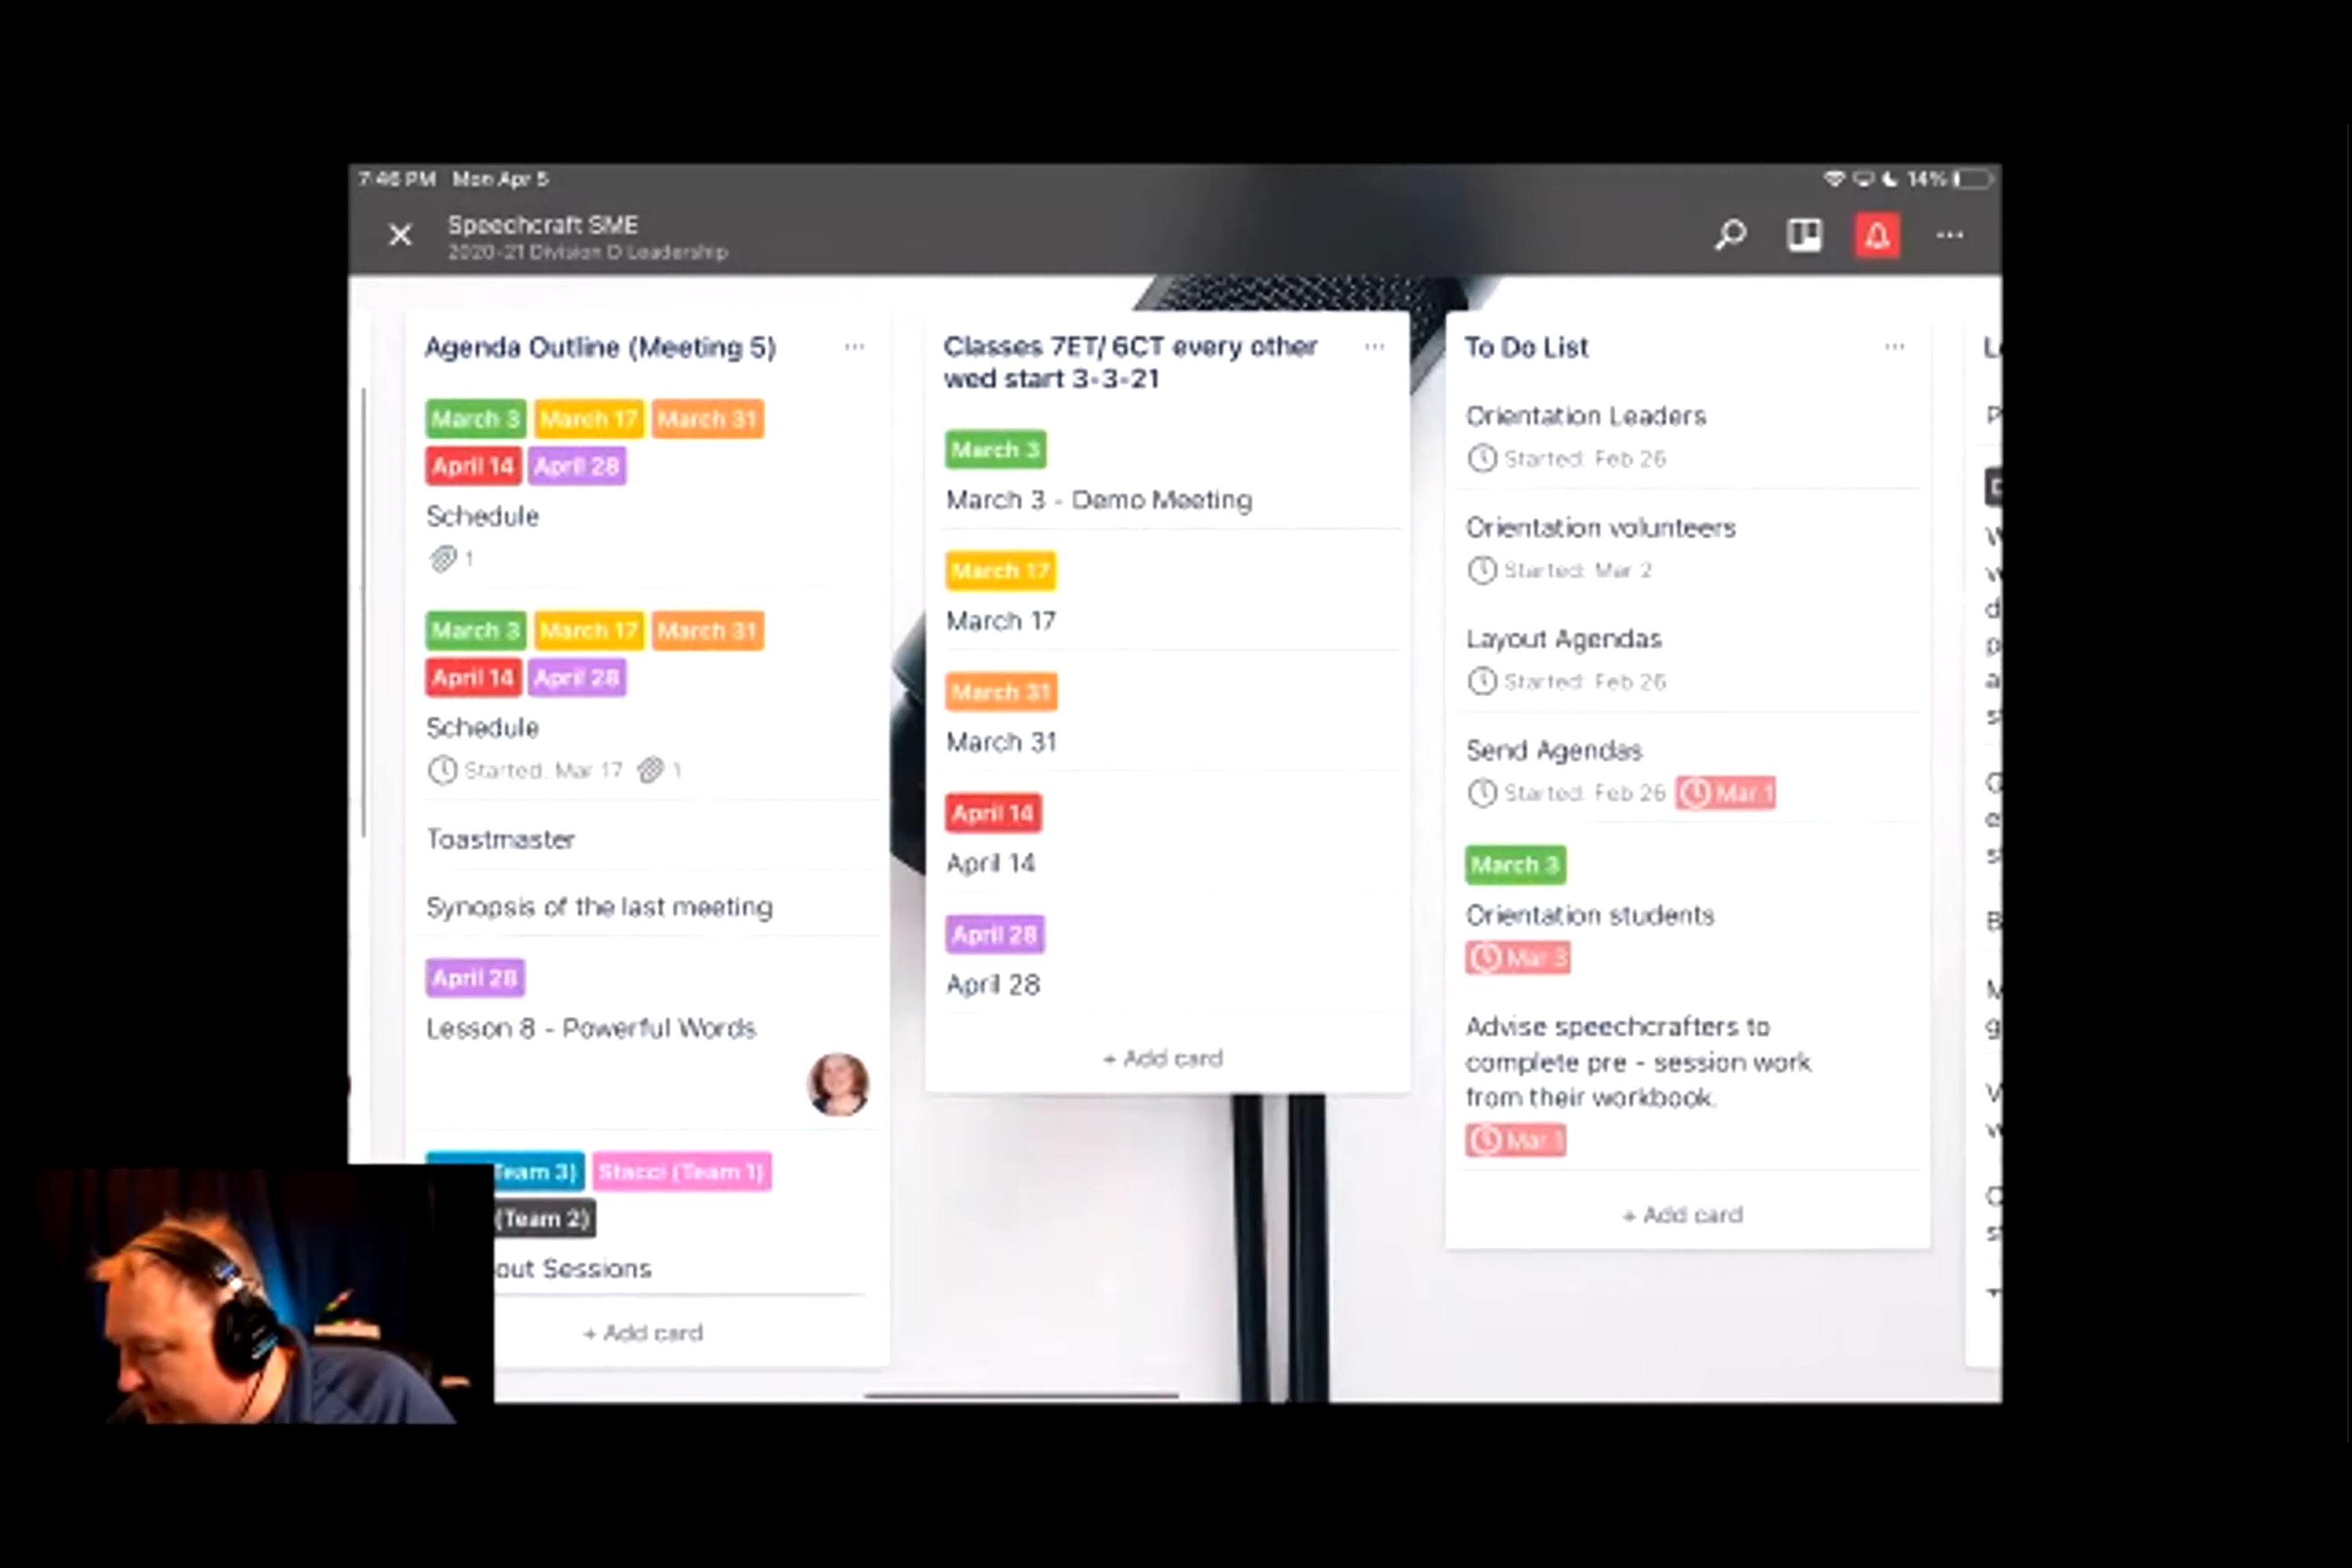 7:46 PM Mon Apr 5
14%
Speechcraft SME
2020-21 Division D Leadership
Agenda Outline (Meeting 5)
March 3 March 17 March 31
April 14 April 28
Schedule
1
March 3 March 17 March 31
April 14 April 28
Schedule
Started: Mar 17 1
Toastmaster
Synopsis of the last meeting
April 28
Lesson 8 - Powerful Words
Team 3) Stacci (Team 1)
(Team 2)
out Sessions
+ Add card
Classes 7ET/ 6CT every other
wed start 3-3-21
March 3
March 3 - Demo Meeting
March 17
March 17
March 31
March 31
April 14
April 14
April 28
April 28
+ Add card
To Do List
Orientation Leaders
Started: Feb 26
Orientation volunteers
Started: Mar 2
Layout Agendas
Started: Feb 26
Send Agendas
Started: Feb 26 Mar 1
March 3
Orientation students
Mar 3
Advise speechcrafters to
complete pre - session work
from their workbook.
Mar 1
+ Add card